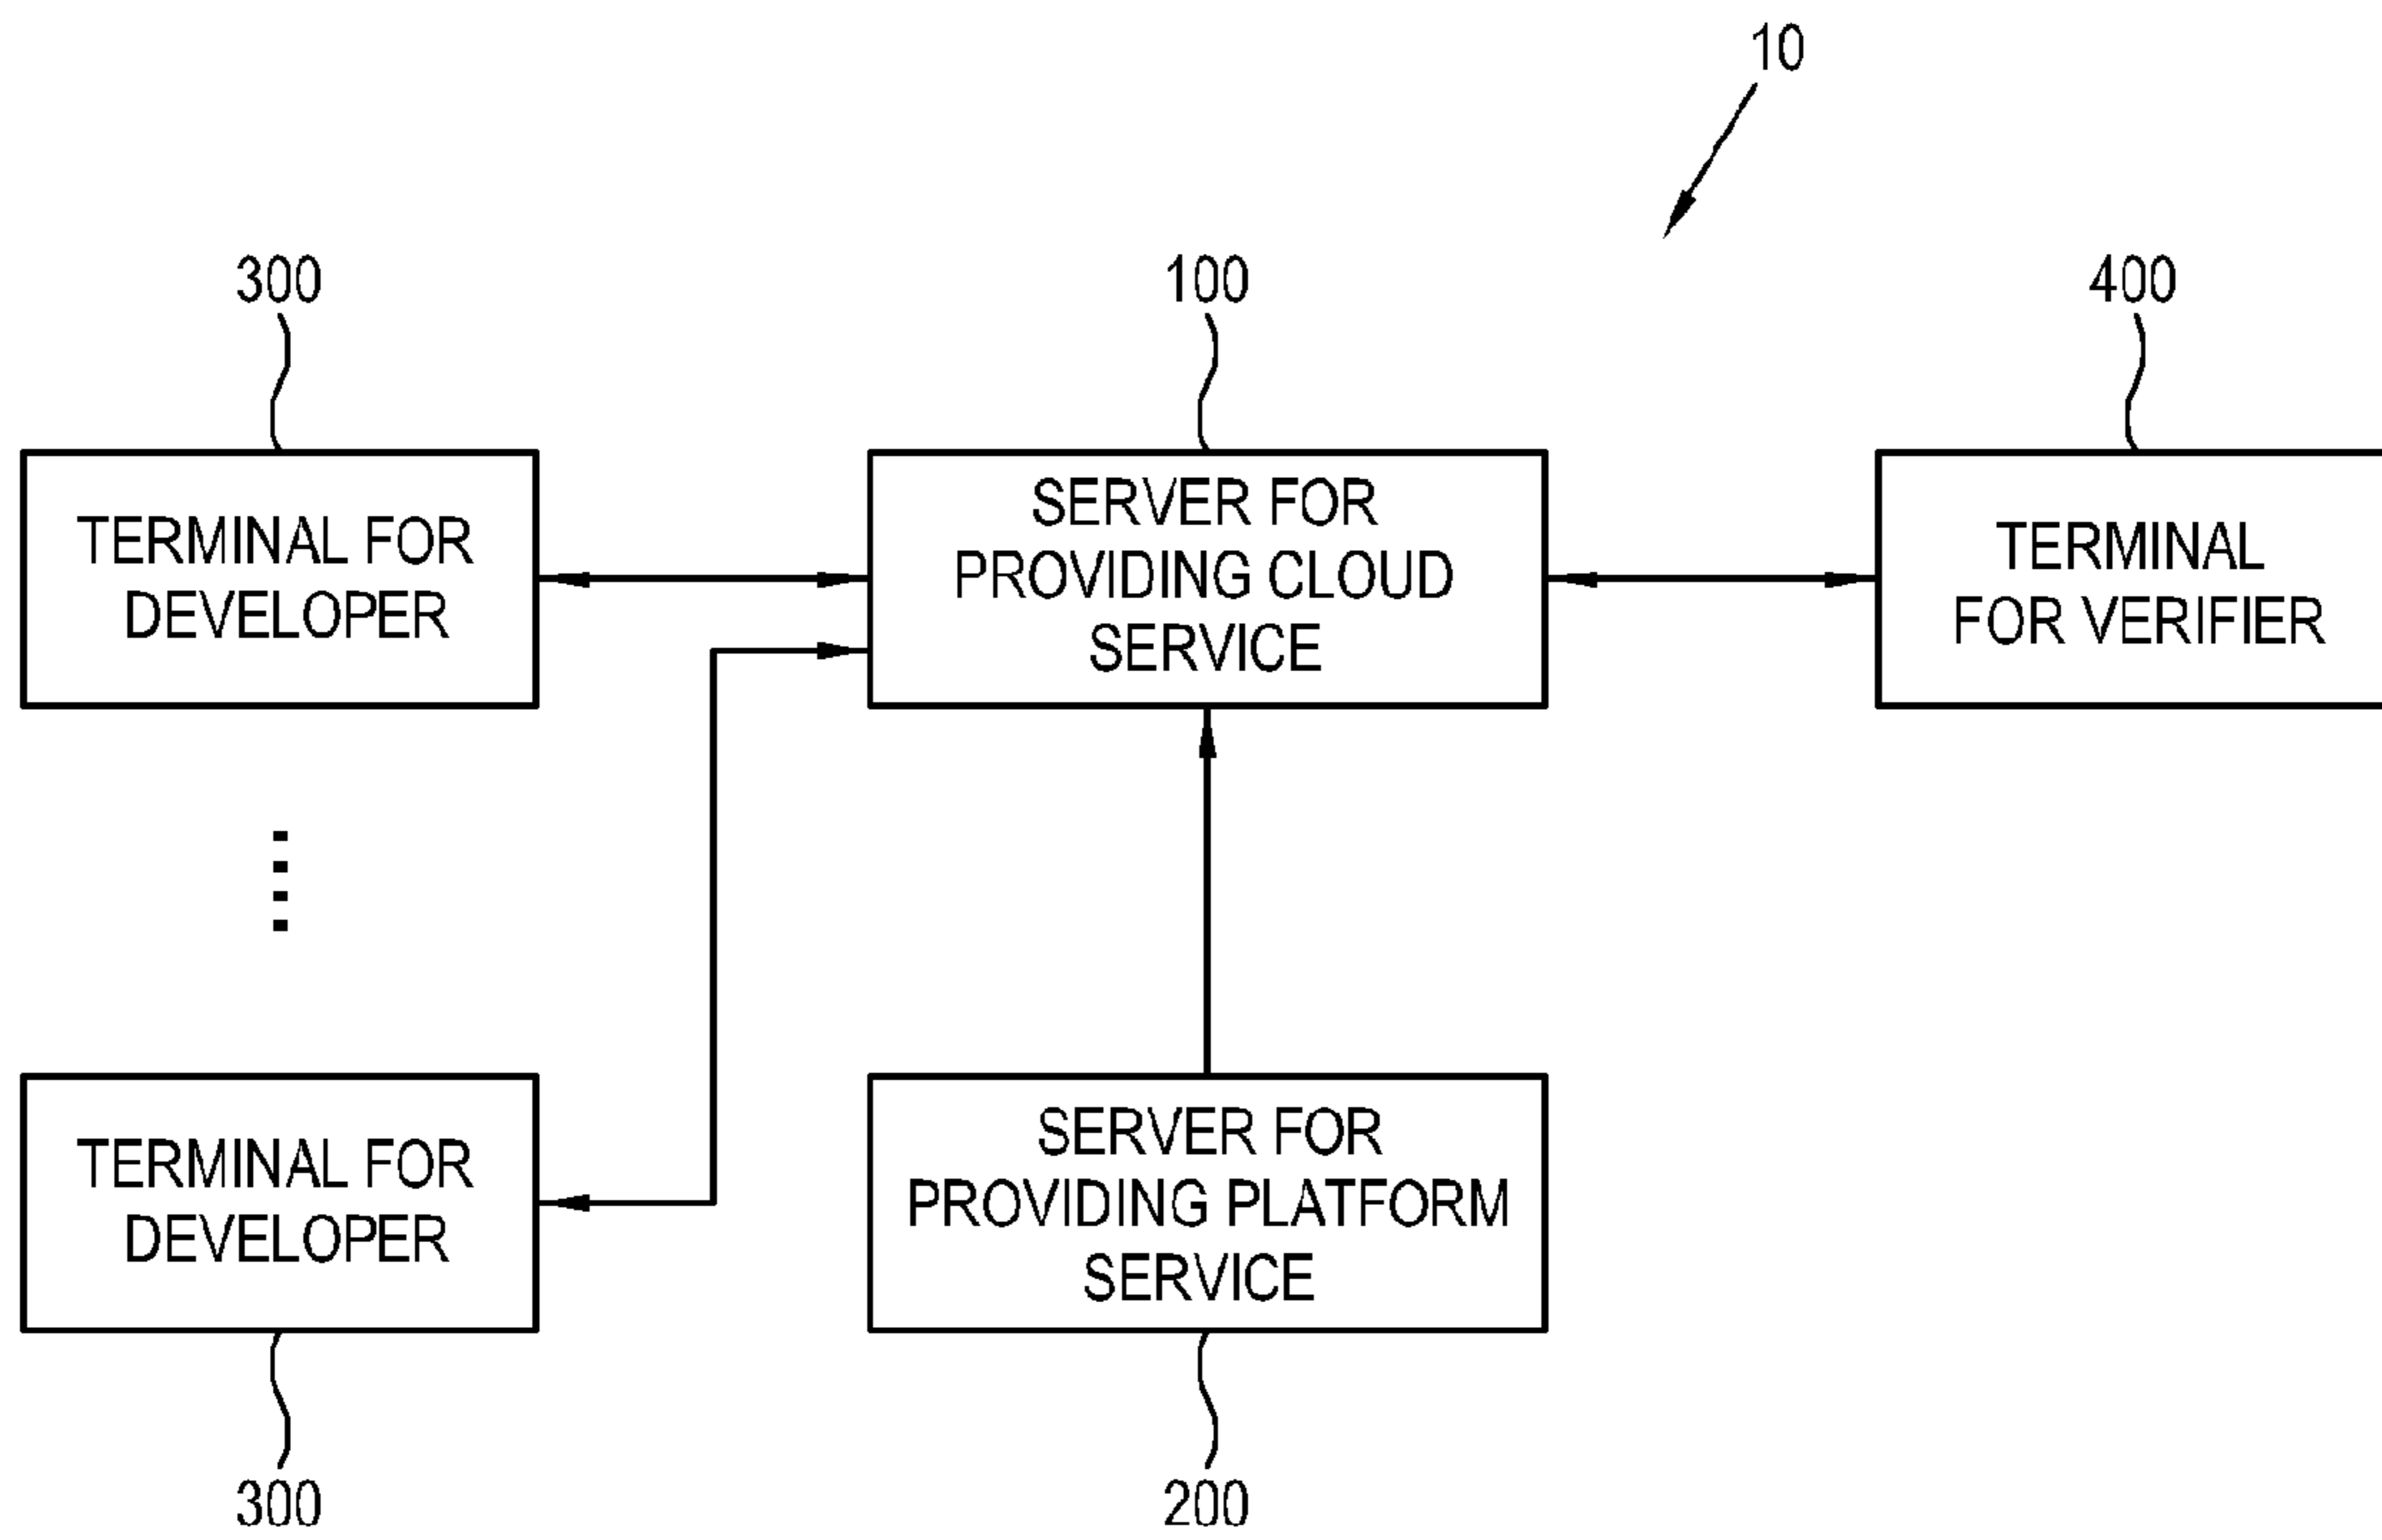 10
300
100
400
TERMINAL FOR
DEVELOPER
SERVER FOR
PROVIDING CLOUD
SERVICE
TERMINAL
FOR VERIFIER
TERMINAL FOR
DEVELOPER
SERVER FOR
PROVIDING PLATFORM
SERVICE
300
200